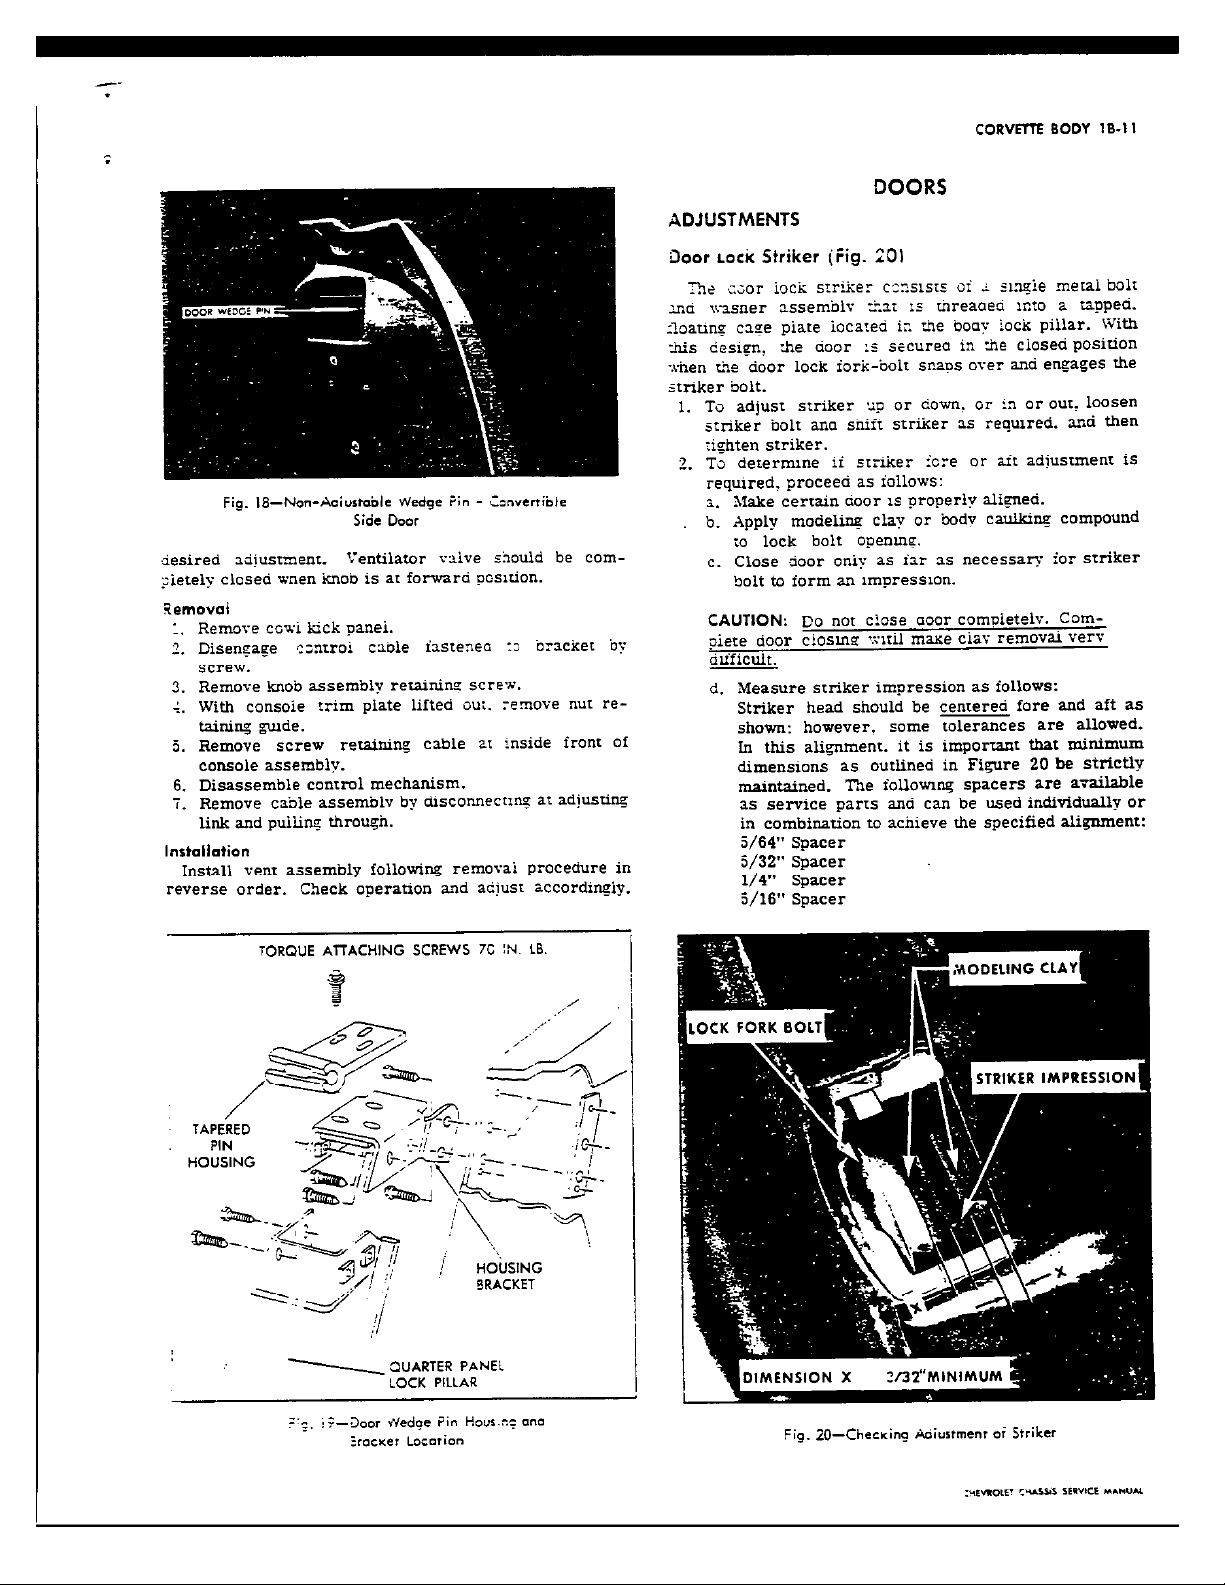 CORVETTE BODY 1B-11
DOOR WEDGE PIN
Fig. 18—Non-Adjustable Wedge Pin - Convertible
Side Door
desired adjustment. Ventilator valve should be com-
pletely closed when knob is at forward position.
Removal
1. Remove cowl kick panel.
2. Disengage control cable fastened to bracket by
screw.
3. Remove knob assembly retaining screw.
4. With console trim plate lifted out, remove nut re-
taining guide.
5. Remove screw retaining cable at inside front of
console assembly.
6. Disassemble control mechanism.
7. Remove cable assembly by disconnecting at adjusting
link and pulling through.
Installation
Install vent assembly following removal procedure in
reverse order. Check operation and adjust accordingly.
TORQUE ATTACHING SCREWS 70 IN. LB.
TAPERED
PIN
HOUSING
HOUSING
BRACKET
QUARTER PANEL
LOCK PILLAR
Fig. 19—Door Wedge Pin Housing and
Bracket Location
DOORS
ADJUSTMENTS
Door Lock Striker (Fig. 20)
The door lock striker consists of a single metal bolt
and washer assembly that is threaded into a tapped,
floating cage plate located in the body lock pillar. With
this design, the door is secured in the closed position
when the door lock fork-bolt snaps over and engages the
striker bolt.
1. To adjust striker up or down, or in or out, loosen
striker bolt and shift striker as required, and then
tighten striker.
2. To determine if striker fore or aft adjustment is
required, proceed as follows:
a. Make certain door is properly aligned.
b. Apply modeling clay or body caulking compound
to lock bolt opening.
c. Close door only as far as necessary for striker
bolt to form an impression.
CAUTION: Do not close door completely. Com-
plete door closing will make clay removal very
difficult.
d. Measure striker impression as follows:
Striker head should be centered fore and aft as
shown: however, some tolerances are allowed.
In this alignment, it is important that minimum
dimensions as outlined in Figure 20 be strictly
maintained. The following spacers are available
as service parts and can be used individually or
in combination to achieve the specified alignment:
5/64" Spacer
5/32" Spacer
1/4" Spacer
5/16" Spacer
MODELING CLAY
LOCK FORK BOLT
STRIKER IMPRESSION
X
X
DIMENSION X /32" MINIMUM
Fig. 20—Checking Adjustment of Striker
CHEVROLET CHASSIS SERVICE MANUAL